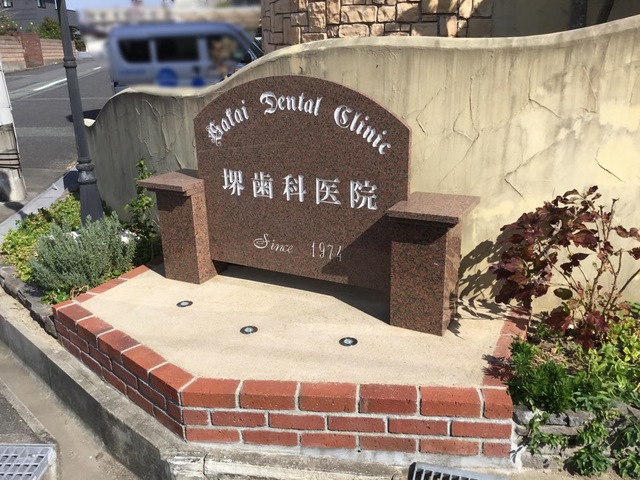 Sakai Dental Clinic
堺歯科医院
Since 1974